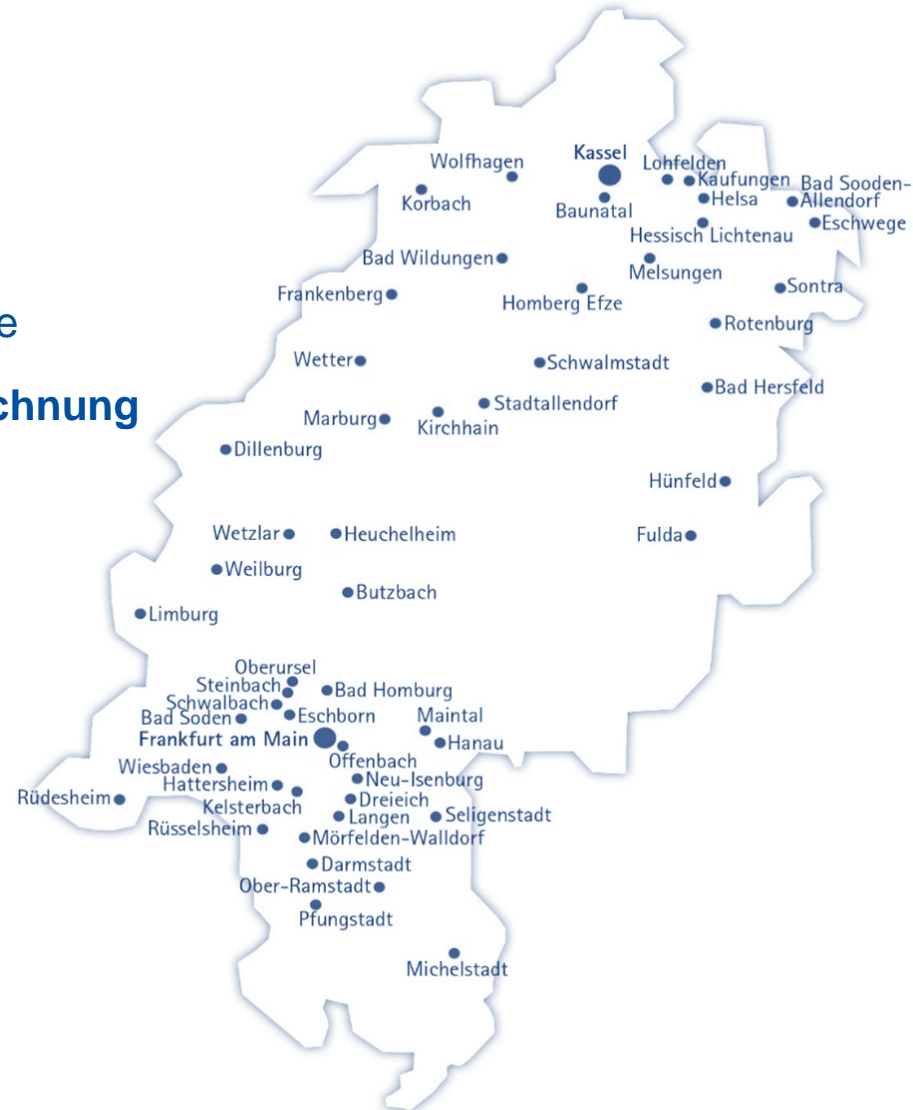 Kassel
Wolfhagen
Lohfelden
Kaufungen
Bad Sooden-
Allendorf
Korbach
Helsa
Baunatal
Eschwege
Hessisch Lichtenau
Bad Wildungen
Melsungen
Frankenberg
Homberg Efze
Sontra
e
Rotenburg
Wetter
Schwalmstadt
Bad Hersfeld
chnung
Stadtallendorf
Marburg
Kirchhain
Dillenburg
Hünfeld
Wetzlar
Heuchelheim
Fulda
Weilburg
Butzbach
Limburg
Oberursel
Steinbach
Bad Homburg
Schwalbach
Bad Soden
Eschborn
Maintal
Frankfurt am Main
Hanau
Offenbach
Wiesbaden
Neu-Isenburg
Hattersheim
Rüdesheim
Kelsterbach
Dreieich
Langen
Seligenstadt
Rüsselsheim
Mörfelden-Walldorf
Darmstadt
Ober-Ramstadt
Pfungstadt
Michelstadt